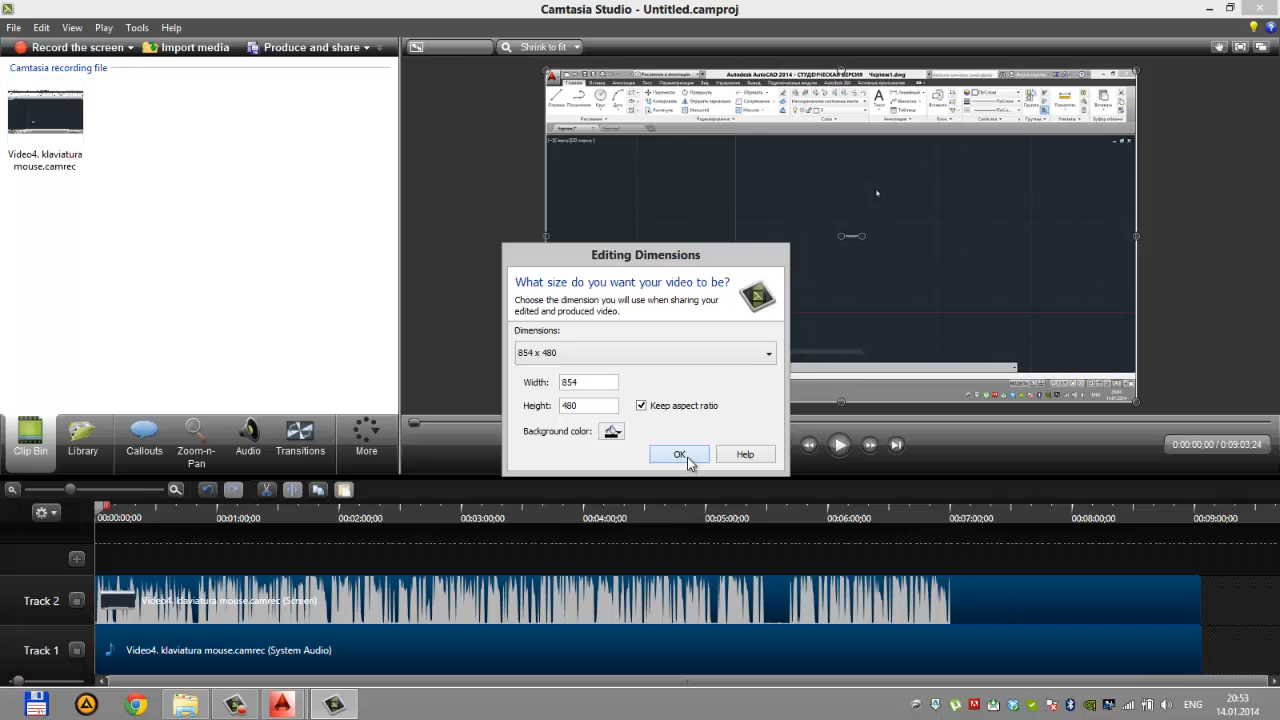 Camtasia Studio - Untitled.camproj
File Edit View Play Tools Help
Record the screen Import media Produce and share Shrink to fit
Camtasia recording file
Video4. klaviatura
mouse.camrec
Autodesk AutoCAD 2014 - СТУДЕНЧЕСКАЯ ВЕРСИЯ Чертеж1.dwg
Editing Dimensions
What size do you want your video to be?
Choose the dimension you will use when sharing your
edited and produced video.
Dimensions:
854 x 480
Width: 854
Height: 480 Keep aspect ratio
Background color:
OK Help
Clip Bin Library Callouts Zoom-n-
Pan Audio Transitions More
0:00:00;00 / 0:09:03;24
00:00:00;00 00:01:00;00 00:02:00;00 00:03:00;00 00:04:00;00 00:05:00;00 00:06:00;00 00:07:00;00 00:08:00;00 00:09:00;00
Track 2 Video4. klaviatura mouse.camrec (Screen)
Track 1 Video4. klaviatura mouse.camrec (System Audio)
ENG 20:53
14.01.2014